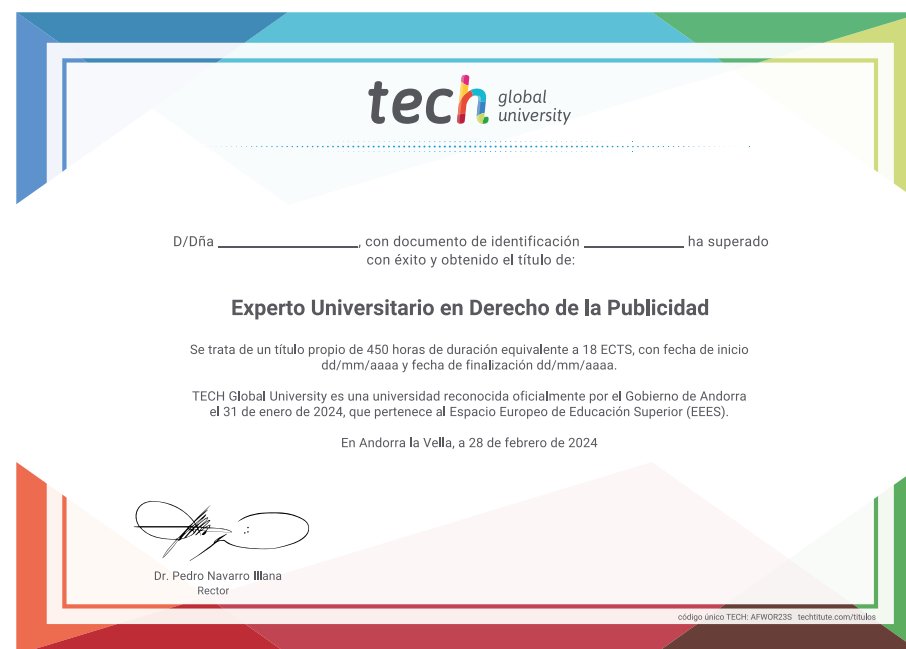 tech global university
D/Dña ______________, con documento de identificación __________ ha superado
con éxito y obtenido el título de:
Experto Universitario en Derecho de la Publicidad
Se trata de un título propio de 450 horas de duración equivalente a 18 ECTS, con fecha de inicio
dd/mm/aaaa y fecha de finalización dd/mm/aaaa.
TECH Global University es una universidad reconocida oficialmente por el Gobierno de Andorra
el 31 de enero de 2024, que pertenece al Espacio Europeo de Educación Superior (EEES).
En Andorra la Vella, a 28 de febrero de 2024
Dr. Pedro Navarro Illana
Rector
código único TECH: AFWOR23S techtitute.com/titulos